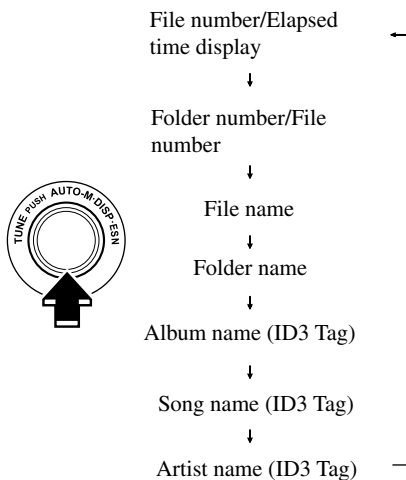 File number/Elapsed
time display
Folder number/File
number
TUNE PUSH AUTO-M·DISP·ESN
File name
Folder name
Album name (ID3 Tag)
Song name (ID3 Tag)
Artist name (ID3 Tag)